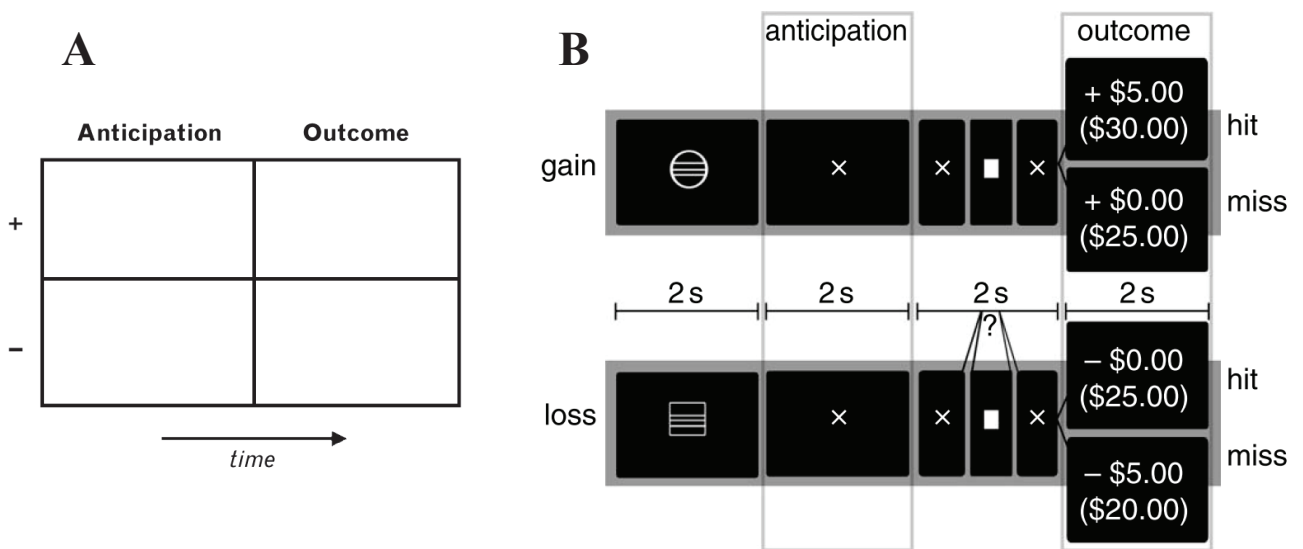 A
Anticipation Outcome
+
–
time
B
anticipation outcome
gain
×
×
×
+ $5.00
($30.00)
hit
+ $0.00
($25.00)
miss
2 s 2 s 2 s 2 s
?
loss
×
×
×
– $0.00
($25.00)
hit
– $5.00
($20.00)
miss